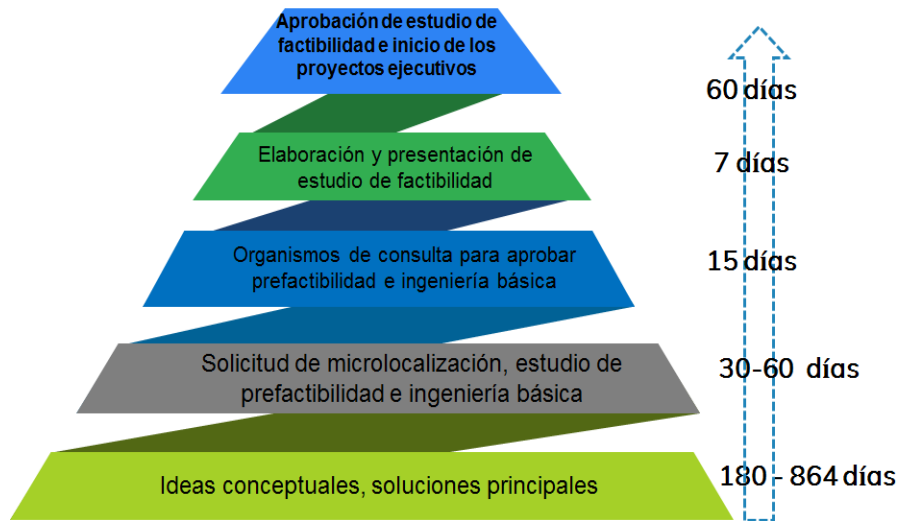 Aprobación de estudio de
factibilidad e inicio de los
proyectos ejecutivos
60 días
Elaboración y presentación de
estudio de factibilidad
7 días
Organismos de consulta para aprobar
prefactibilidad e ingeniería básica
15 días
Solicitud de microlocalización, estudio de
prefactibilidad e ingeniería básica
30-60 días
Ideas conceptuales, soluciones principales
180 - 864 días